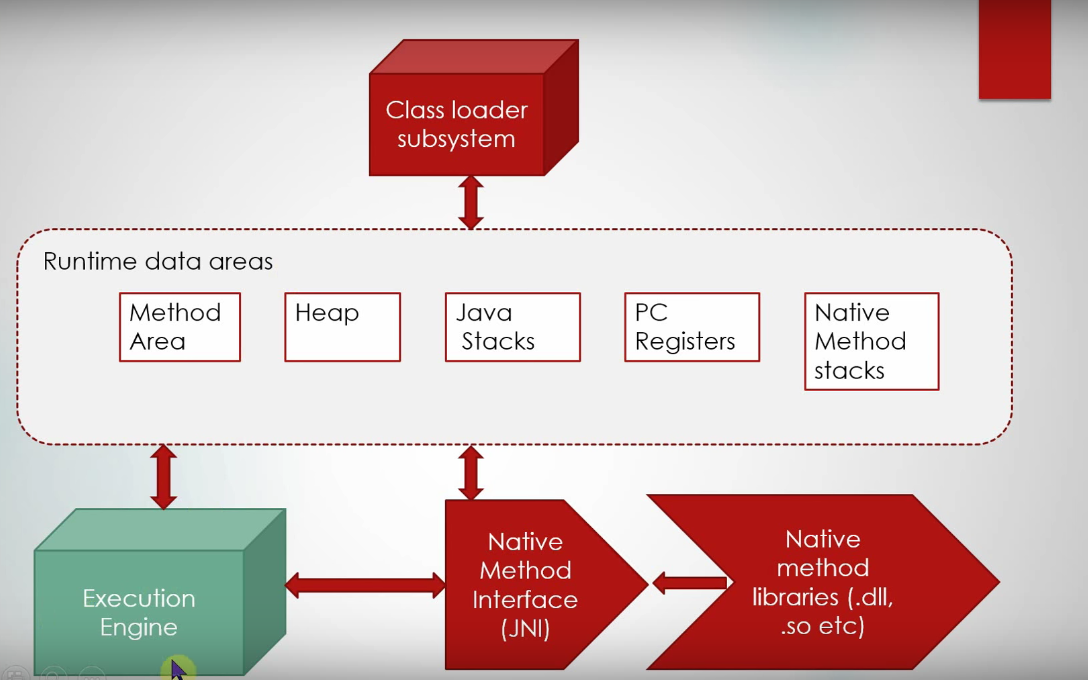 Class loader
subsystem
Runtime data areas
Method
Area
Heap
Java
Stacks
PC
Registers
Native
Method
stacks
Execution
Engine
Native
Method
Interface
(JNI)
Native
method
libraries (.dll,
.so etc)